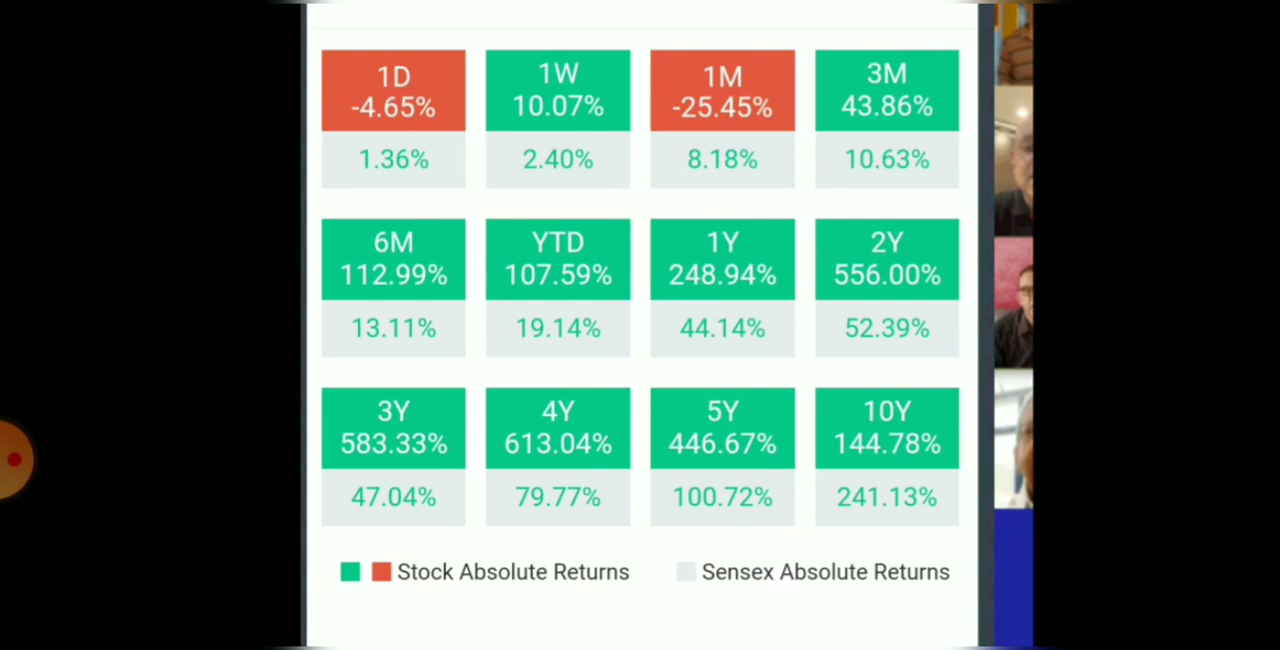 1D
-4.65%
1.36%
1W
10.07%
2.40%
1M
-25.45%
8.18%
3M
43.86%
10.63%
6M
112.99%
13.11%
YTD
107.59%
19.14%
1Y
248.94%
44.14%
2Y
556.00%
52.39%
3Y
583.33%
47.04%
4Y
613.04%
79.77%
5Y
446.67%
100.72%
10Y
144.78%
241.13%
Stock Absolute Returns
Sensex Absolute Returns